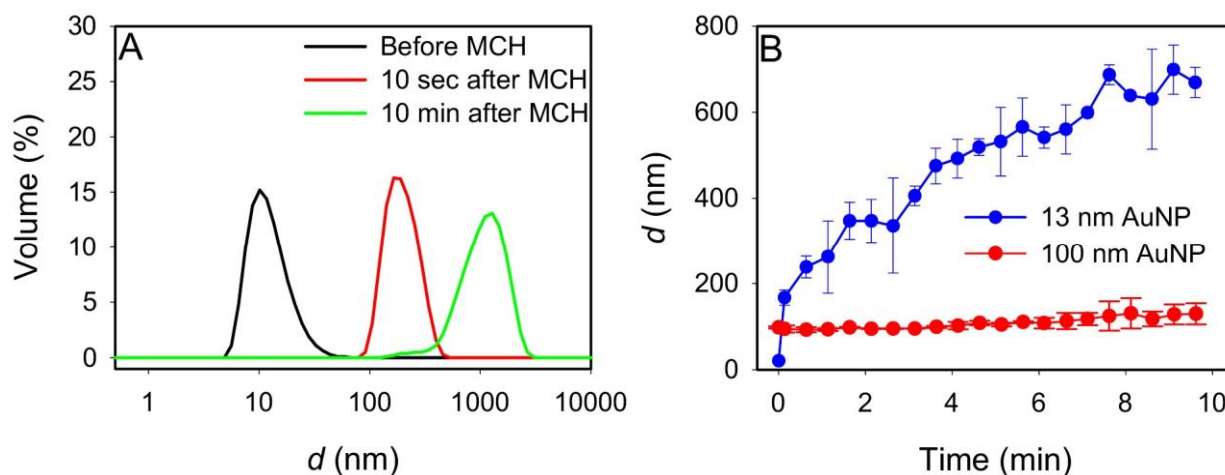 A
Before MCH
10 sec after MCH
10 min after MCH
Volume (%)
30
25
20
15
10
5
0
1
10
100
1000
10000
d (nm)
B
d (nm)
800
600
400
200
0
13 nm AuNP
100 nm AuNP
0
2
4
6
8
10
Time (min)